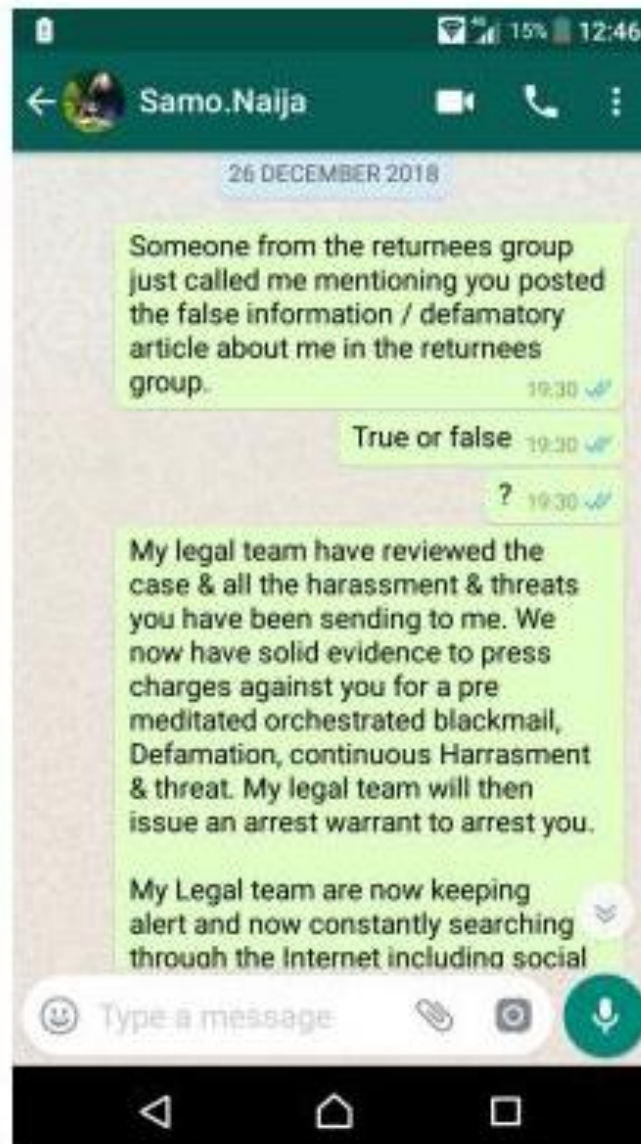 4G 15% 12:46
Samo.Naija
26 DECEMBER 2018
Someone from the returnees group
just called me mentioning you posted
the false information / defamatory
article about me in the returnees
group.
19:30
True or false 19:30
? 19:30
My legal team have reviewed the
case & all the harassment & threats
you have been sending to me. We
now have solid evidence to press
charges against you for a pre
meditated orchestrated blackmail,
Defamation, continuous Harrasment
& threat. My legal team will then
issue an arrest warrant to arrest you.
My Legal team are now keeping
alert and now constantly searching
through the Internet including social
Type a message